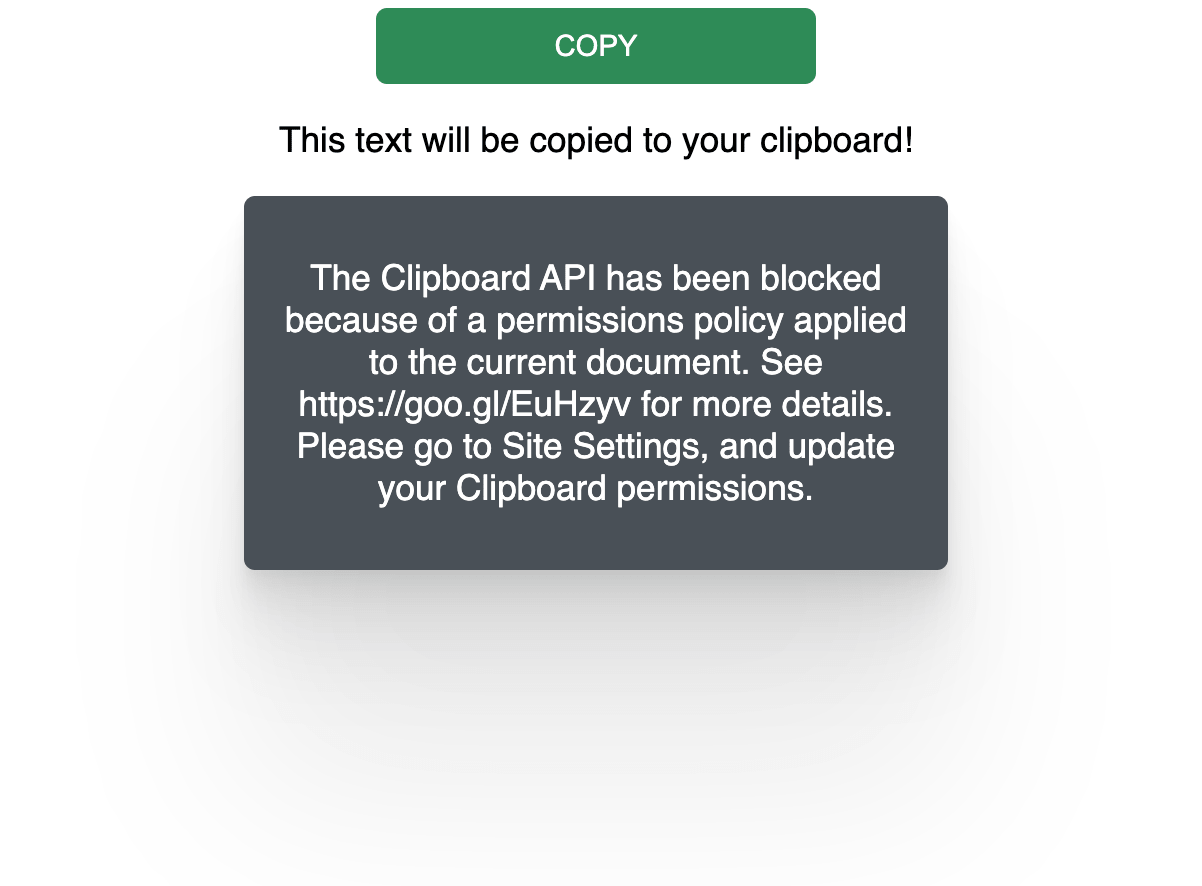 COPY
This text will be copied to your clipboard!
The Clipboard API has been blocked
because of a permissions policy applied
to the current document. See
https://goo.gl/EuHzyv for more details.
Please go to Site Settings, and update
your Clipboard permissions.